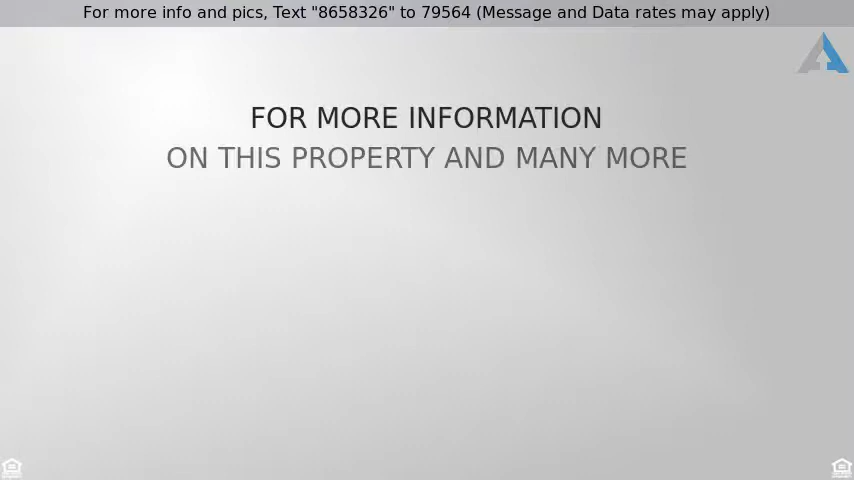 For more info and pics, Text "8658326" to 79564 (Message and Data rates may apply)
FOR MORE INFORMATION
ON THIS PROPERTY AND MANY MORE